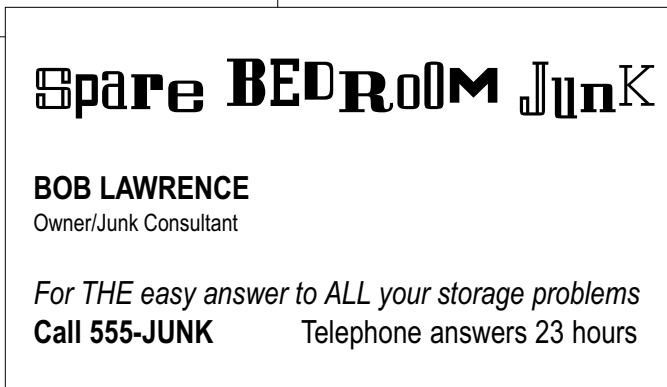 Spare BEDRooM JunK
BOB LAWRENCE
Owner/Junk Consultant
For THE easy answer to ALL your storage problems
Call 555-JUNK Telephone answers 23 hours